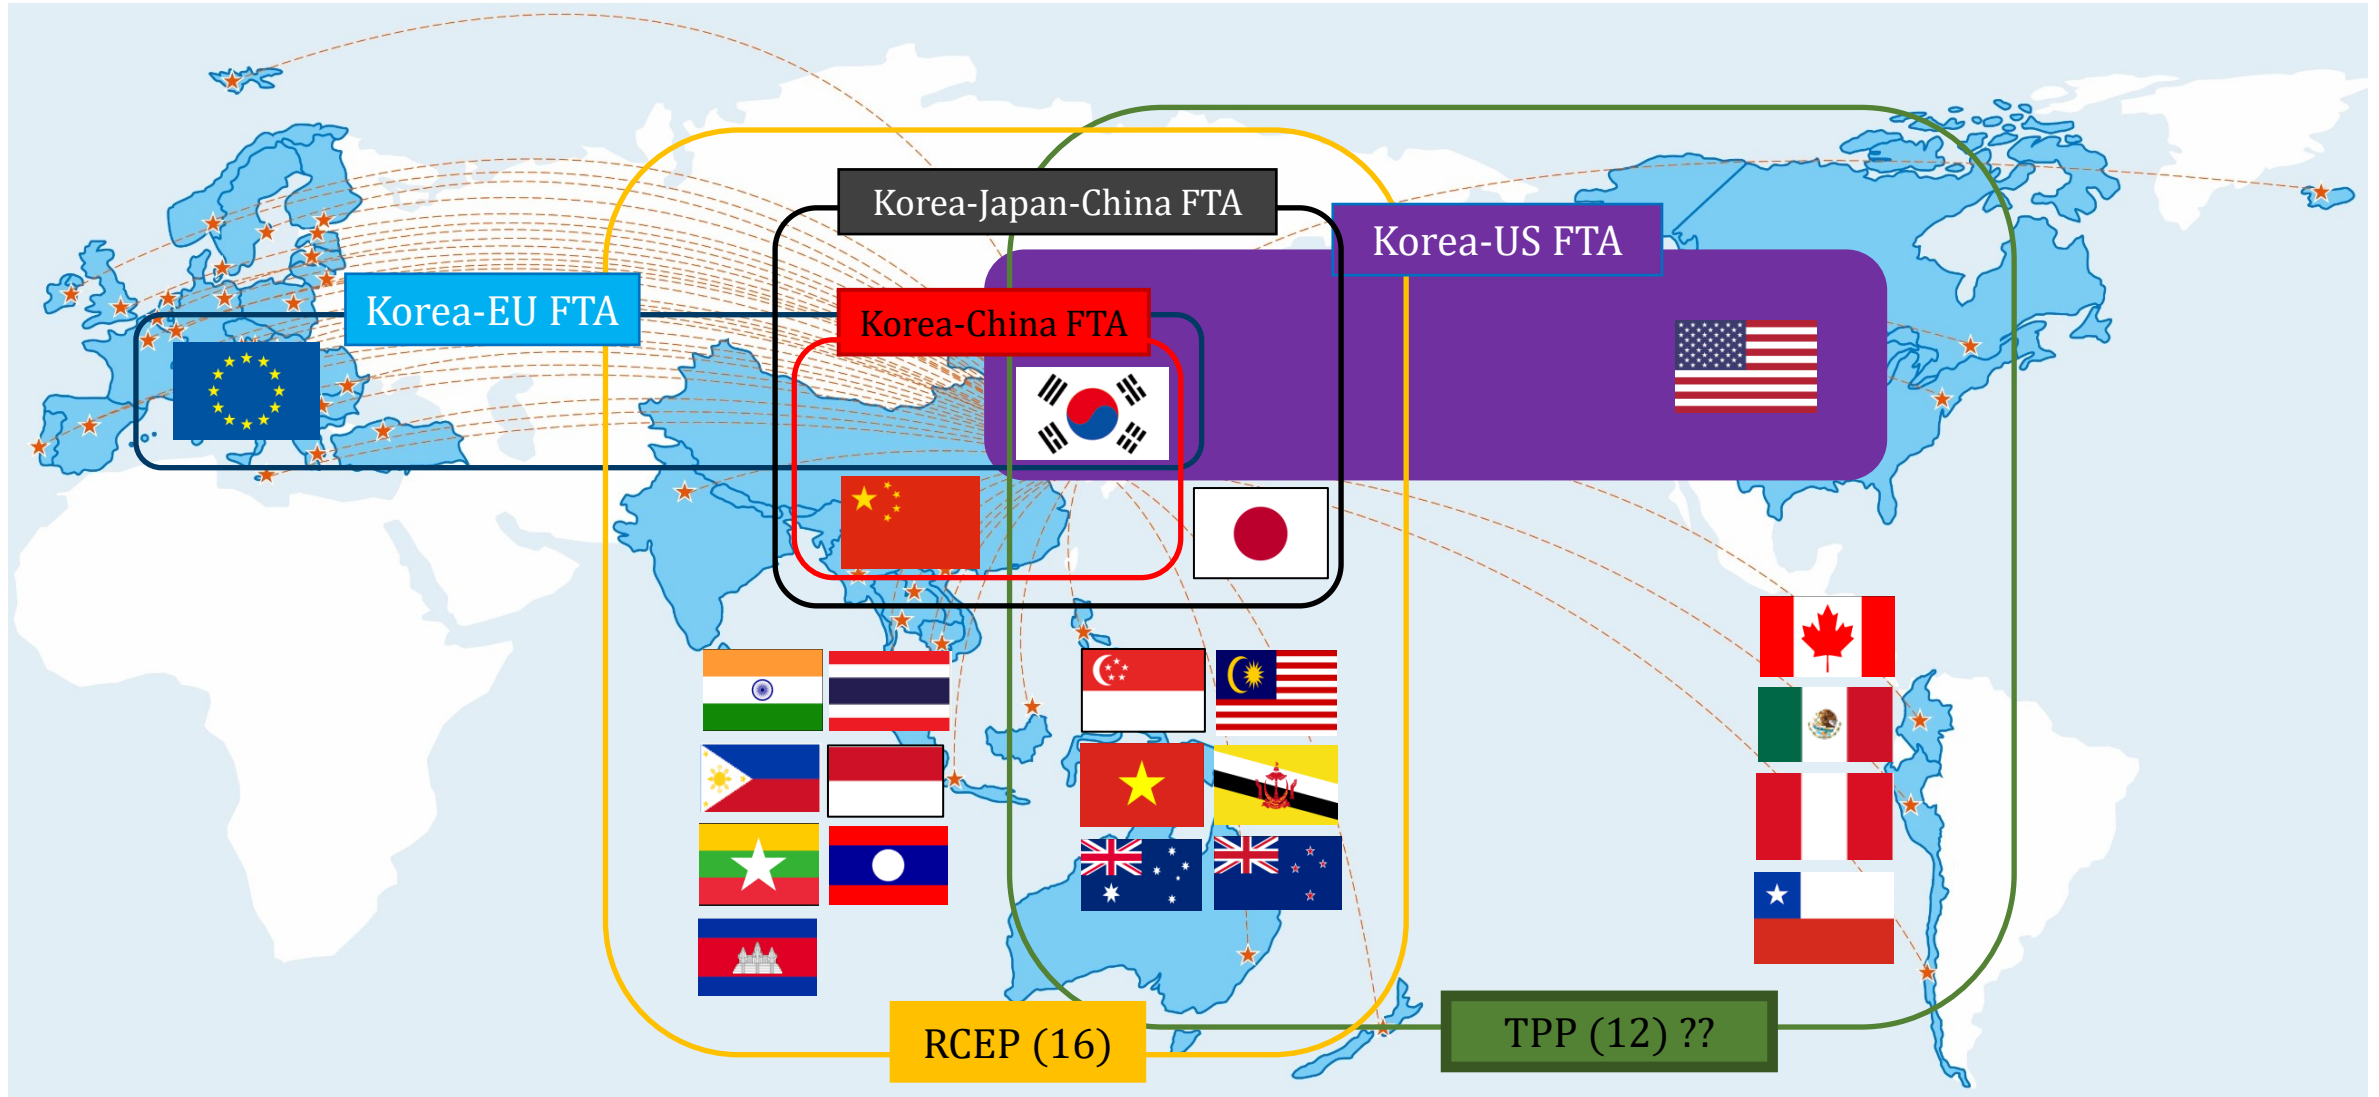 Korea-Japan-China FTA
Korea-US FTA
Korea-EU FTA
Korea-China FTA
RCEP (16)
TPP (12) ??